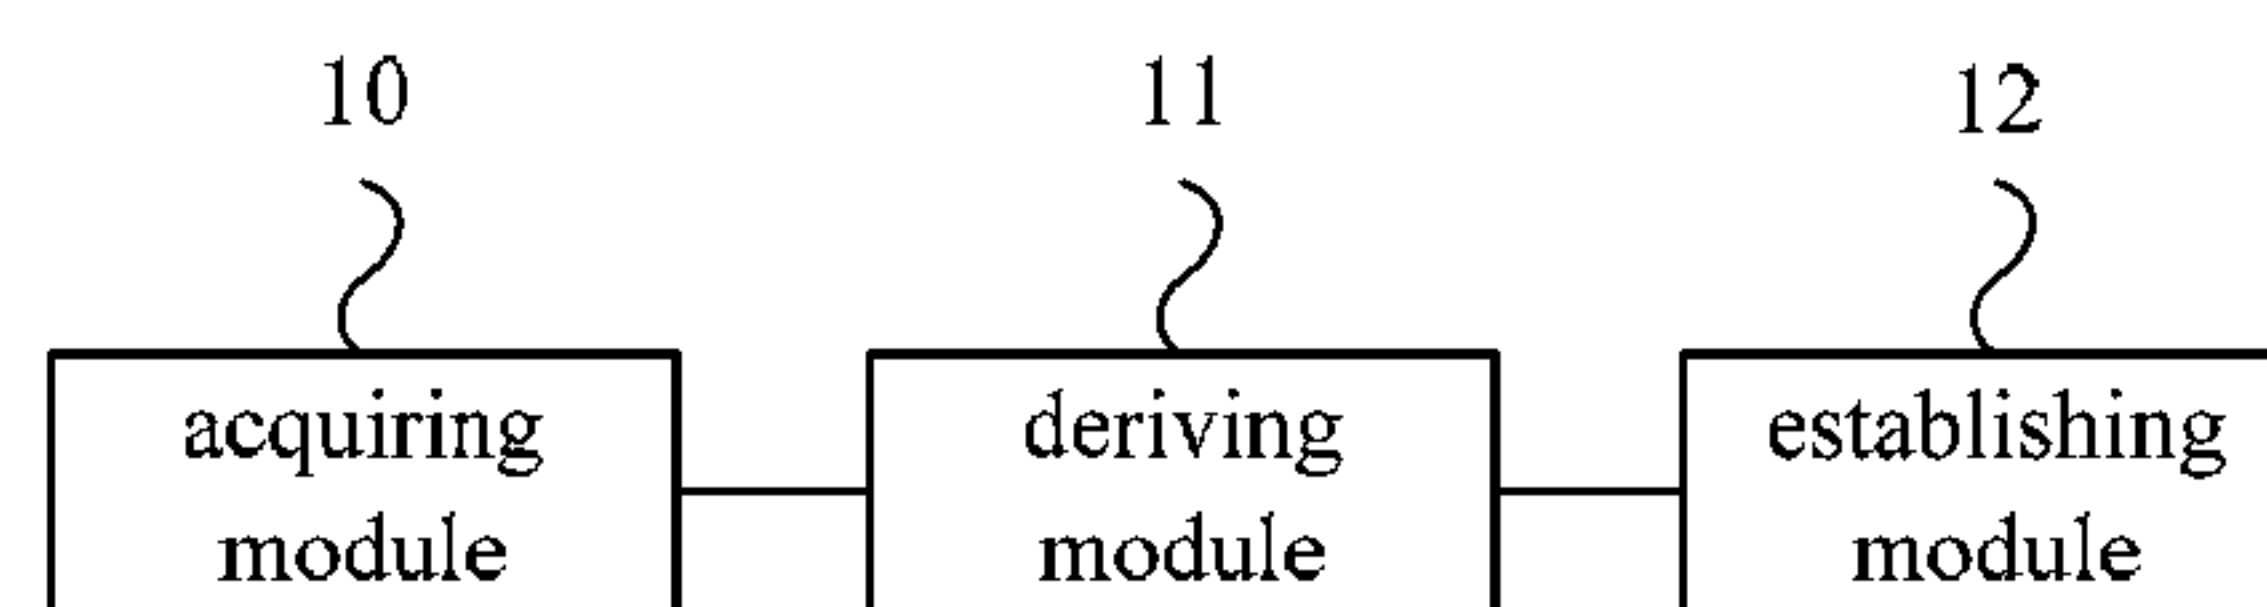 10
11
12
acquiring
module
deriving
module
establishing
module